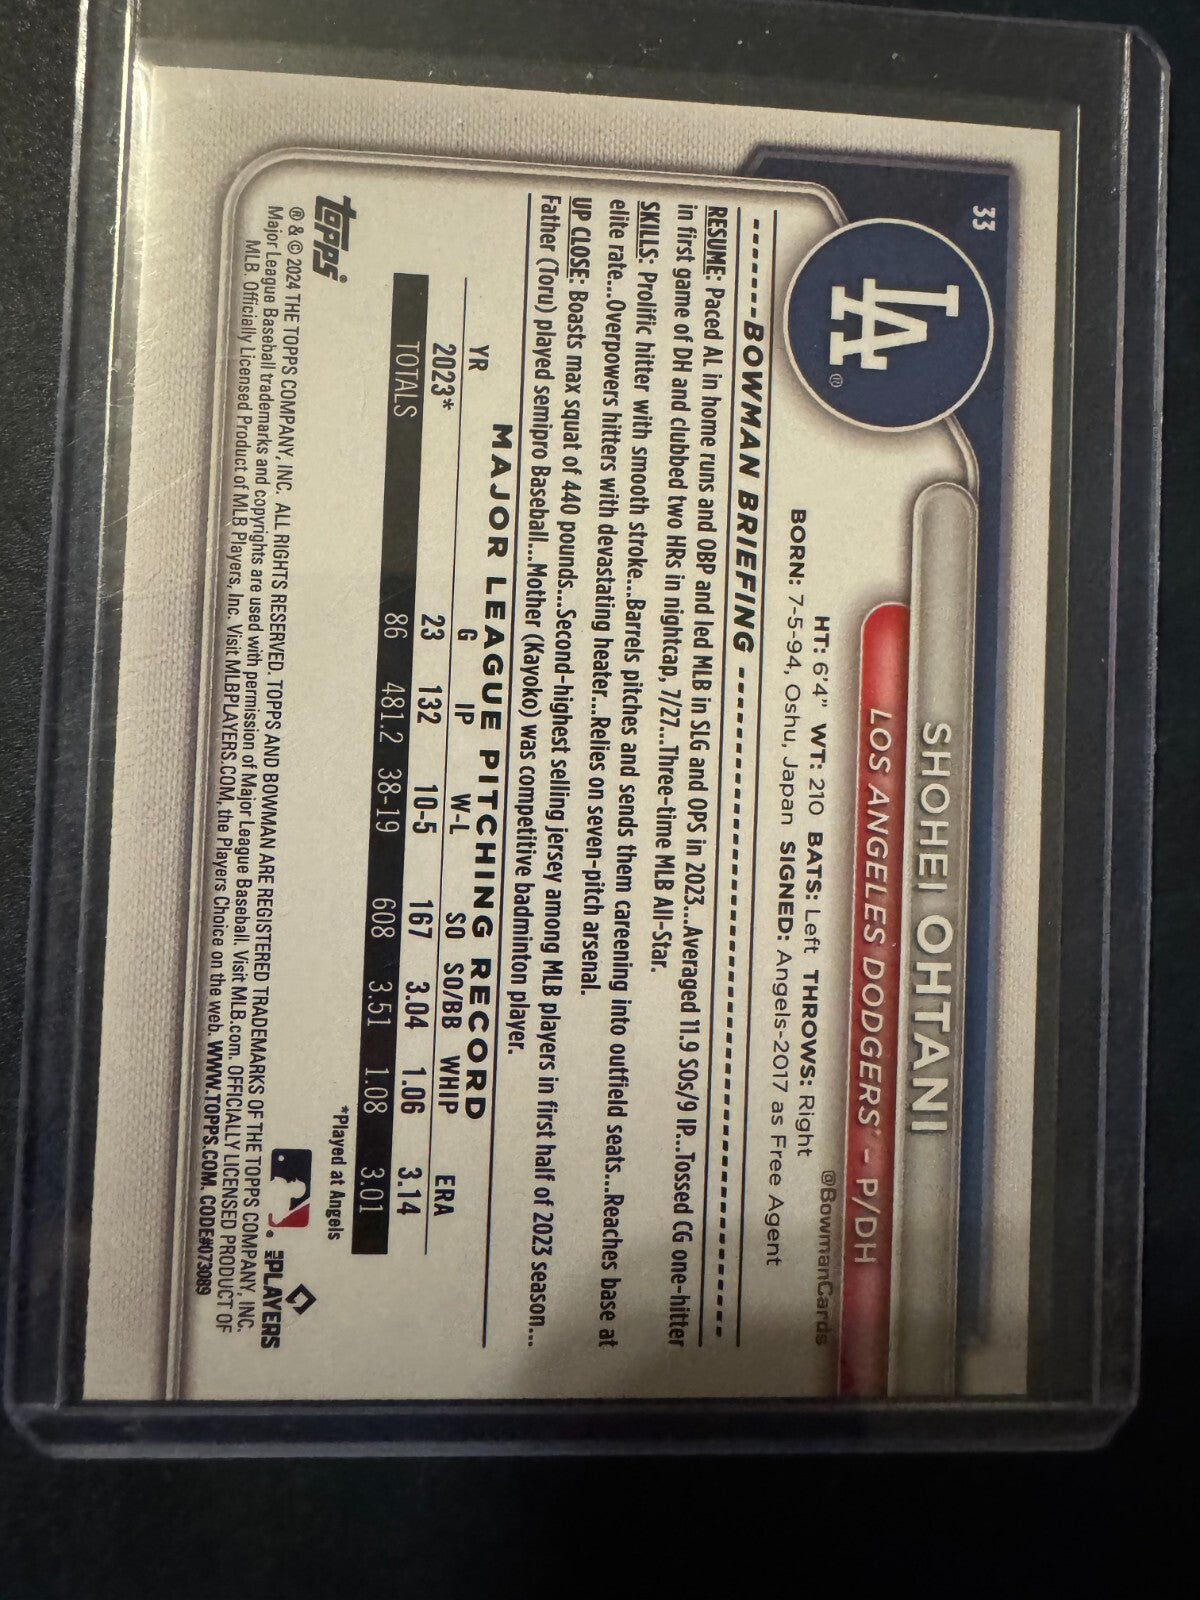 33
LA®
SHOHEI OHTANI
LOS ANGELES DODGERS® - P/DH
@BowmanCards
HT: 6'4" WT: 210 BATS: Left THROWS: Right
BORN: 7-5-94, Oshu, Japan SIGNED: Angels-2017 as Free Agent
BOWMAN BRIEFING
RESUME: Paced AL in home runs and OBP and led MLB in SLG and OPS in 2023...Averaged 11.9 SOs/9 IP...Tossed CG one-hitter
in first game of DH and clubbed two HRs in nightcap, 7/27...Three-time MLB All-Star.
SKILLS: Prolific hitter with smooth stroke...Barrels pitches and sends them careening into outfield seats...Reaches base at
elite rate...Overpowers hitters with devastating heater...Relies on seven-pitch arsenal.
UP CLOSE: Boasts max squat of 440 pounds...Second-highest selling jersey among MLB players in first half of 2023 season...
Father (Toru) played semipro Baseball...Mother (Kayoko) was competitive badminton player.
MAJOR LEAGUE PITCHING RECORD
YR G IP W-L SO SO/BB WHIP ERA
2023* 23 132 10-5 167 3.04 1.06 3.14
TOTALS 86 481.2 38-19 608 3.51 1.08 3.01
*Played at Angels
topps®
MLB PLAYERS
® & © 2024 THE TOPPS COMPANY, INC. ALL RIGHTS RESERVED. TOPPS AND BOWMAN ARE REGISTERED TRADEMARKS OF THE TOPPS COMPANY, INC.
Major League Baseball trademarks and copyrights are used with permission of Major League Baseball. Visit MLB.com. OFFICIALLY LICENSED PRODUCT OF
MLB. Officially Licensed Product of MLB Players, Inc. Visit MLBPLAYERS.COM, the Players Choice on the web. WWW.TOPPS.COM. CODE#073089